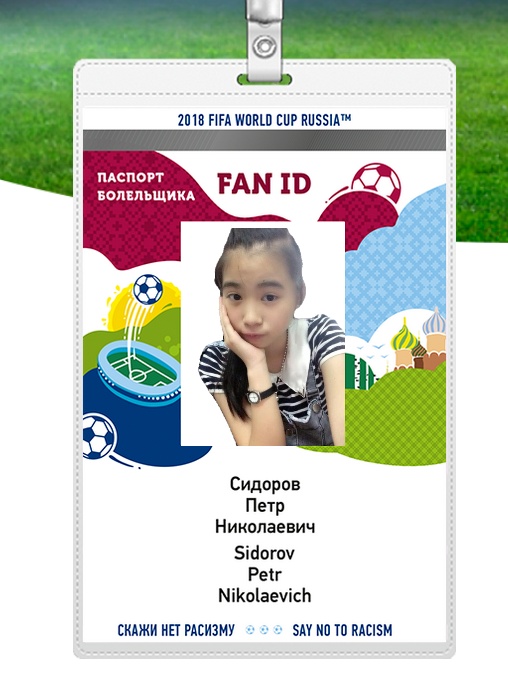 2018 FIFA WORLD CUP RUSSIA™
ПАСПОРТ
БОЛЕЛЬЩИКА
FAN ID
Сидоров
Петр
Николаевич
Sidorov
Petr
Nikolaevich
СКАЖИ НЕТ РАСИЗМУ SAY NO TO RACISM